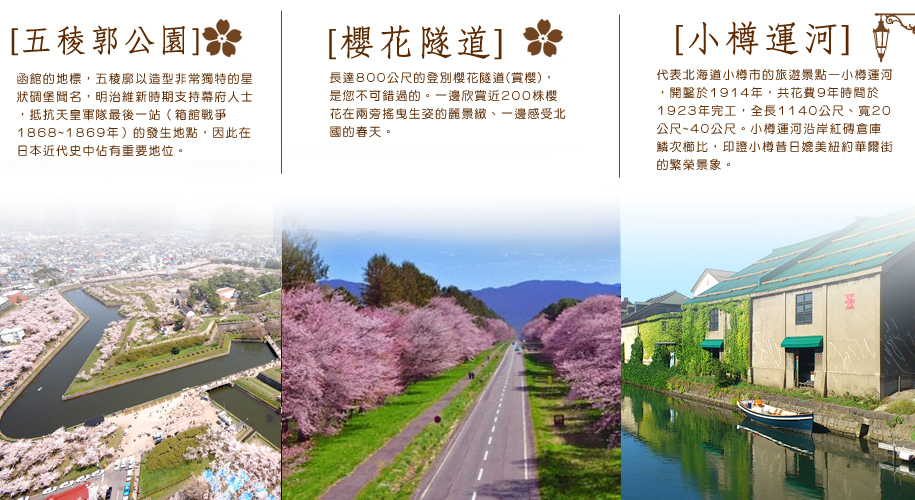 [五稜郭公園]
函館的地標，五稜廓以造型非常獨特的星
狀碉堡聞名，明治維新時期支持幕府人士
，抵抗天皇軍隊最後一站（箱館戰爭
1868~1869年）的發生地點，因此在
日本近代史中佔有重要地位。
[櫻花隧道]
長達800公尺的登別櫻花隧道(賞櫻)，
是您不可錯過的。一邊欣賞近200株櫻
花在兩旁搖曳生姿的麗景緻、一邊感受北
國的春天。
[小樽運河]
代表北海道小樽市的旅遊景點—小樽運河
，開鑿於1914年，共花費9年時間於
1923年完工，全長1140公尺、寬20
公尺~40公尺。小樽運河沿岸紅磚倉庫
鱗次櫛比，印證小樽昔日媲美紐約華爾街
的繁榮景象。